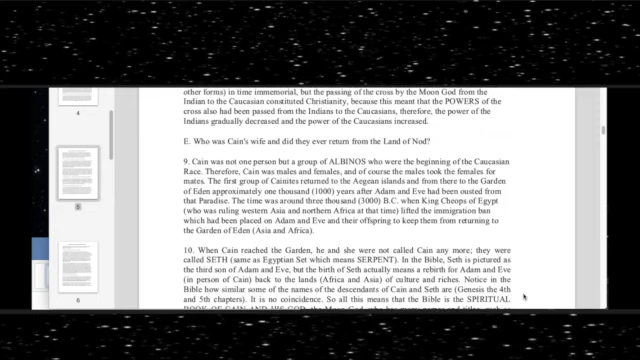 other forms) in time immemorial, but the passing of the cross by the Moon God from the
Indian to the Caucasian constituted Christianity, because this meant that the POWERS of the
cross also had been passed from the Indians to the Caucasians, therefore, the power of the
Indians gradually decreased and the power of the Caucasians increased.
E. Who was Cain's wife and did they ever return from the Land of Nod?
9. Cain was not one person but a group of ALBINOS who were the beginning of the Caucasian
Race. Therefore, Cain was males and females, and of course the males took the females for
mates. The first group of Cainites returned to the Aegean islands and from there to the Garden
of Eden approximately one thousand (1000) years after Adam and Eve had been ousted from
that Paradise. The time was around three thousand (3000) B.C. when King Cheops of Egypt
(who was ruling western Asia and northern Africa at that time) lifted the immigration ban
which had been placed on Adam and Eve and their offspring to keep them from returning to
the Garden of Eden (Asia and Africa).
10. When Cain reached the Garden, he and she were not called Cain any more; they were
called SETH (same as Egyptian Set which means SERPENT). In the Bible, Seth is pictured as
the third son of Adam and Eve, but the birth of Seth actually means a rebirth for Adam and Eve
(in person of Cain) back to the lands (Africa and Asia) of culture and riches. Notice in the
Bible how similar some of the names of the descendants of Cain and Seth are (Genesis the 4th
and 5th chapters). It is no coincidence. So all this means that the Bible is the SPIRITUAL
4
5
6